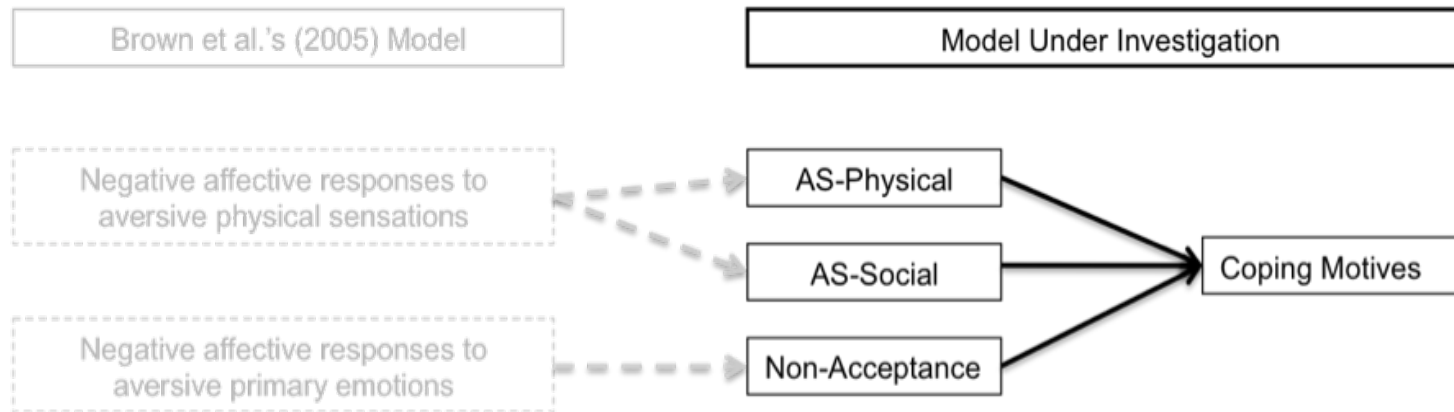 Brown et al.'s (2005) Model
Model Under Investigation
Negative affective responses to
aversive physical sensations
AS-Physical
AS-Social
Coping Motives
Negative affective responses to
aversive primary emotions
Non-Acceptance